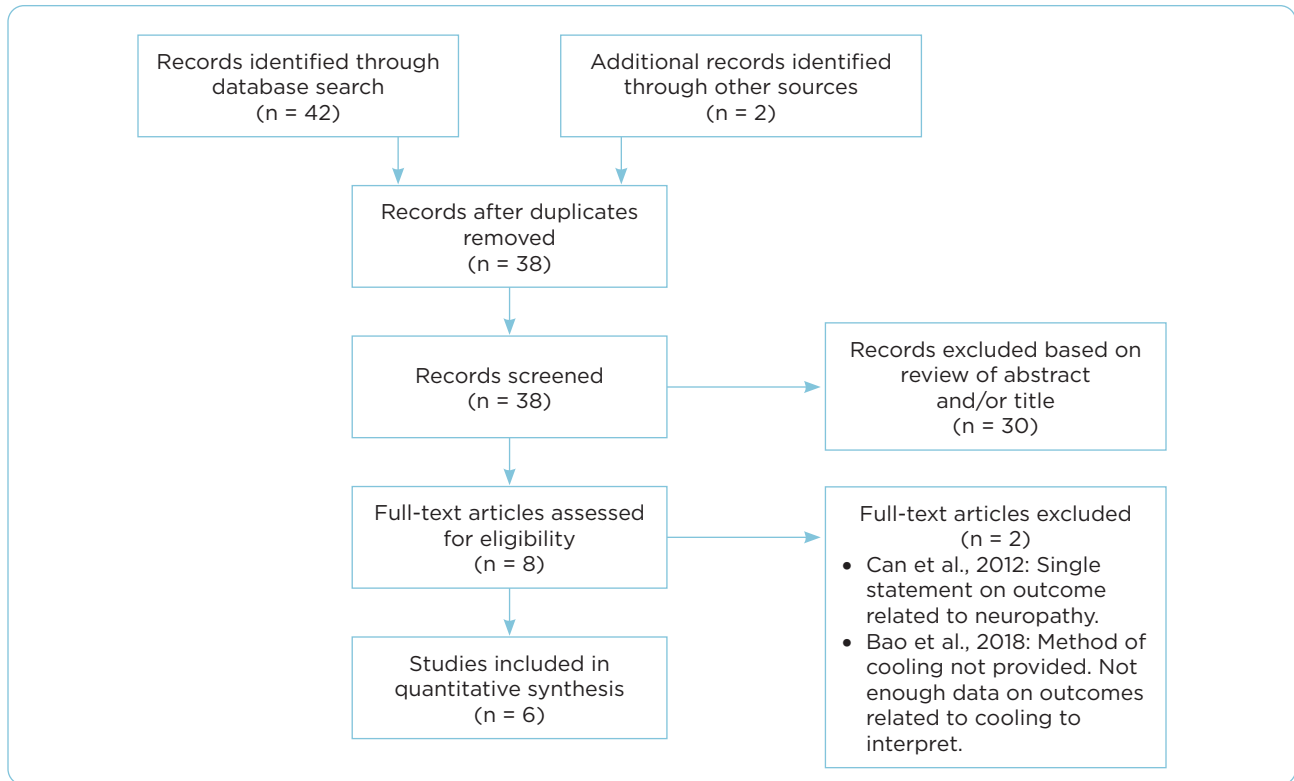 Records identified through
database search
(n = 42)
Additional records identified
through other sources
(n = 2)
Records after duplicates
removed
(n = 38)
Records screened
(n = 38)
Records excluded based on
review of abstract
and/or title
(n = 30)
Full-text articles assessed
for eligibility
(n = 8)
Full-text articles excluded
(n = 2)
• Can et al., 2012: Single
statement on outcome
related to neuropathy.
• Bao et al., 2018: Method of
cooling not provided. Not
enough data on outcomes
related to cooling to
interpret.
Studies included in
quantitative synthesis
(n = 6)